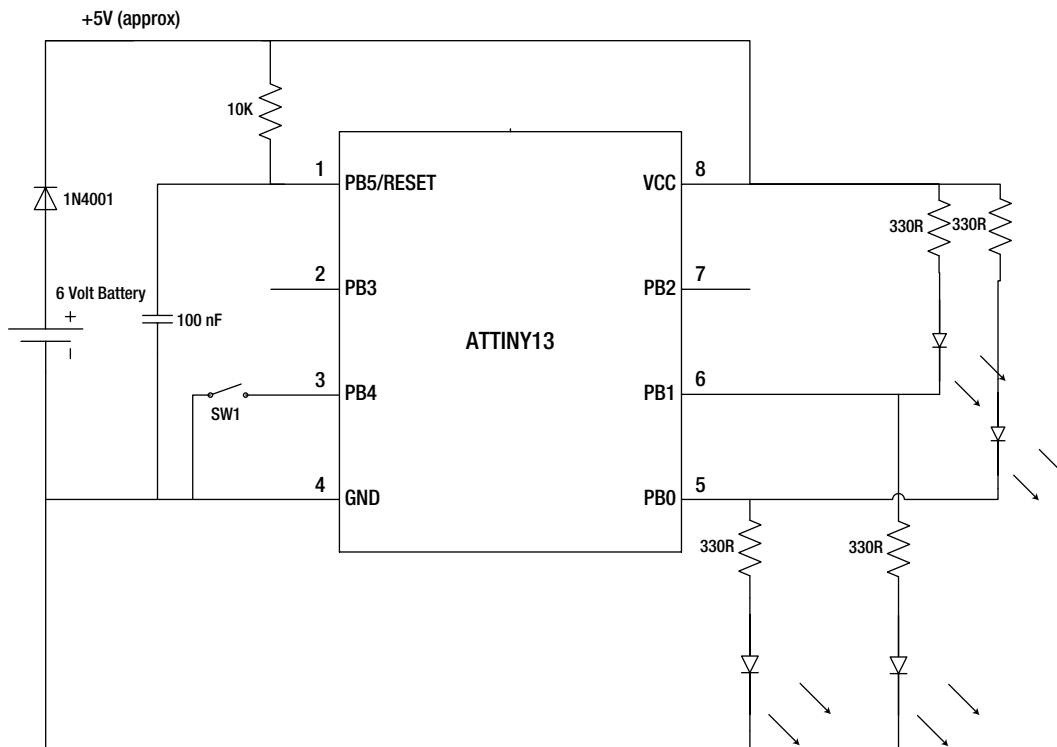 +5V (approx)
10K
1
PB5/RESET
VCC
8
1N4001
330R
330R
2
PB3
PB2
7
6 Volt Battery
+
100 nF
–
ATTINY13
3
PB4
PB1
6
SW1
4
GND
PB0
5
330R
330R